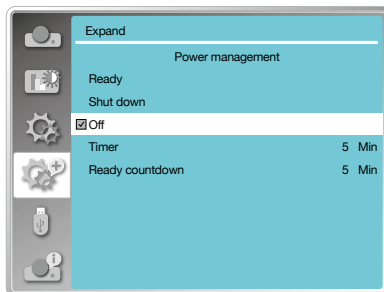 Expand
Power management
Ready
Shut down
Off
Timer 5 Min
Ready countdown 5 Min